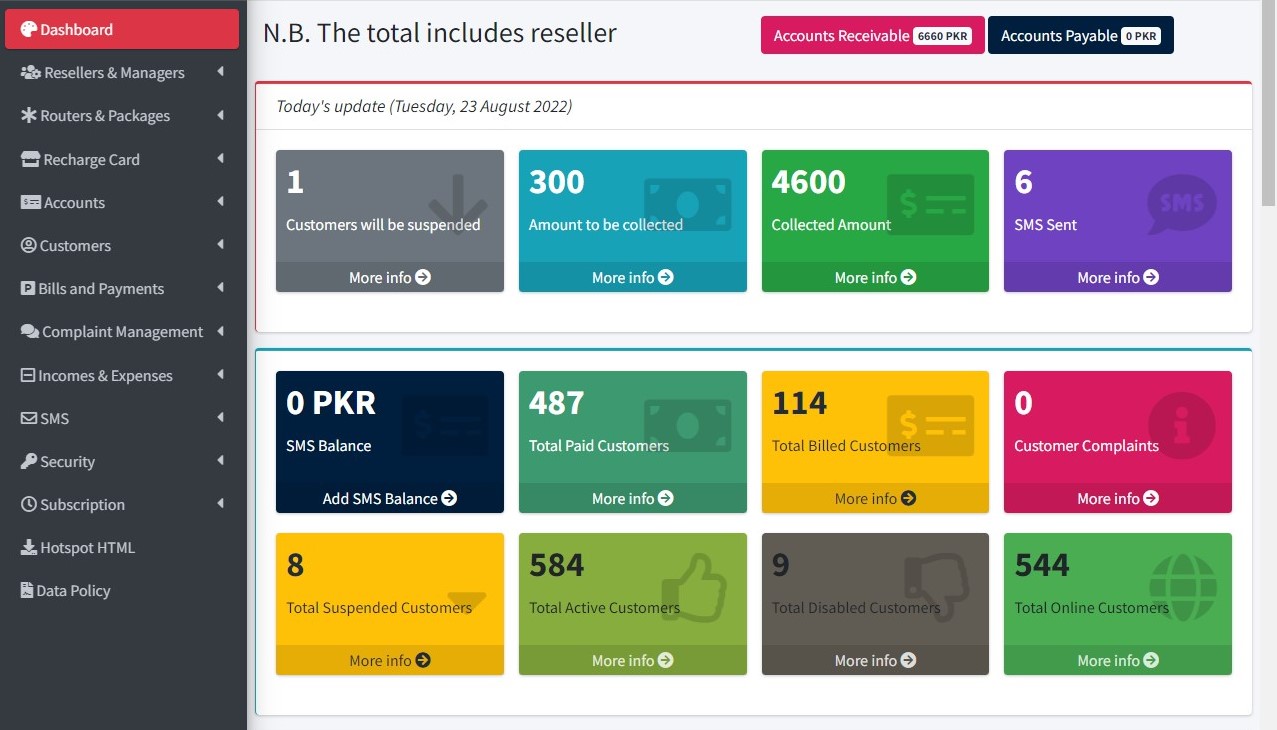 Dashboard
Resellers & Managers
Routers & Packages
Recharge Card
Accounts
Customers
Bills and Payments
Complaint Management
Incomes & Expenses
SMS
Security
Subscription
Hotspot HTML
Data Policy
N.B. The total includes reseller
Accounts Receivable 6660 PKR
Accounts Payable 0 PKR
Today's update (Tuesday, 23 August 2022)
1
Customers will be suspended
More info
300
Amount to be collected
More info
4600
Collected Amount
More info
6
SMS Sent
SMS
More info
0 PKR
SMS Balance
Add SMS Balance
487
Total Paid Customers
More info
114
Total Billed Customers
More info
0
Customer Complaints
More info
8
Total Suspended Customers
More info
584
Total Active Customers
More info
9
Total Disabled Customers
More info
544
Total Online Customers
More info